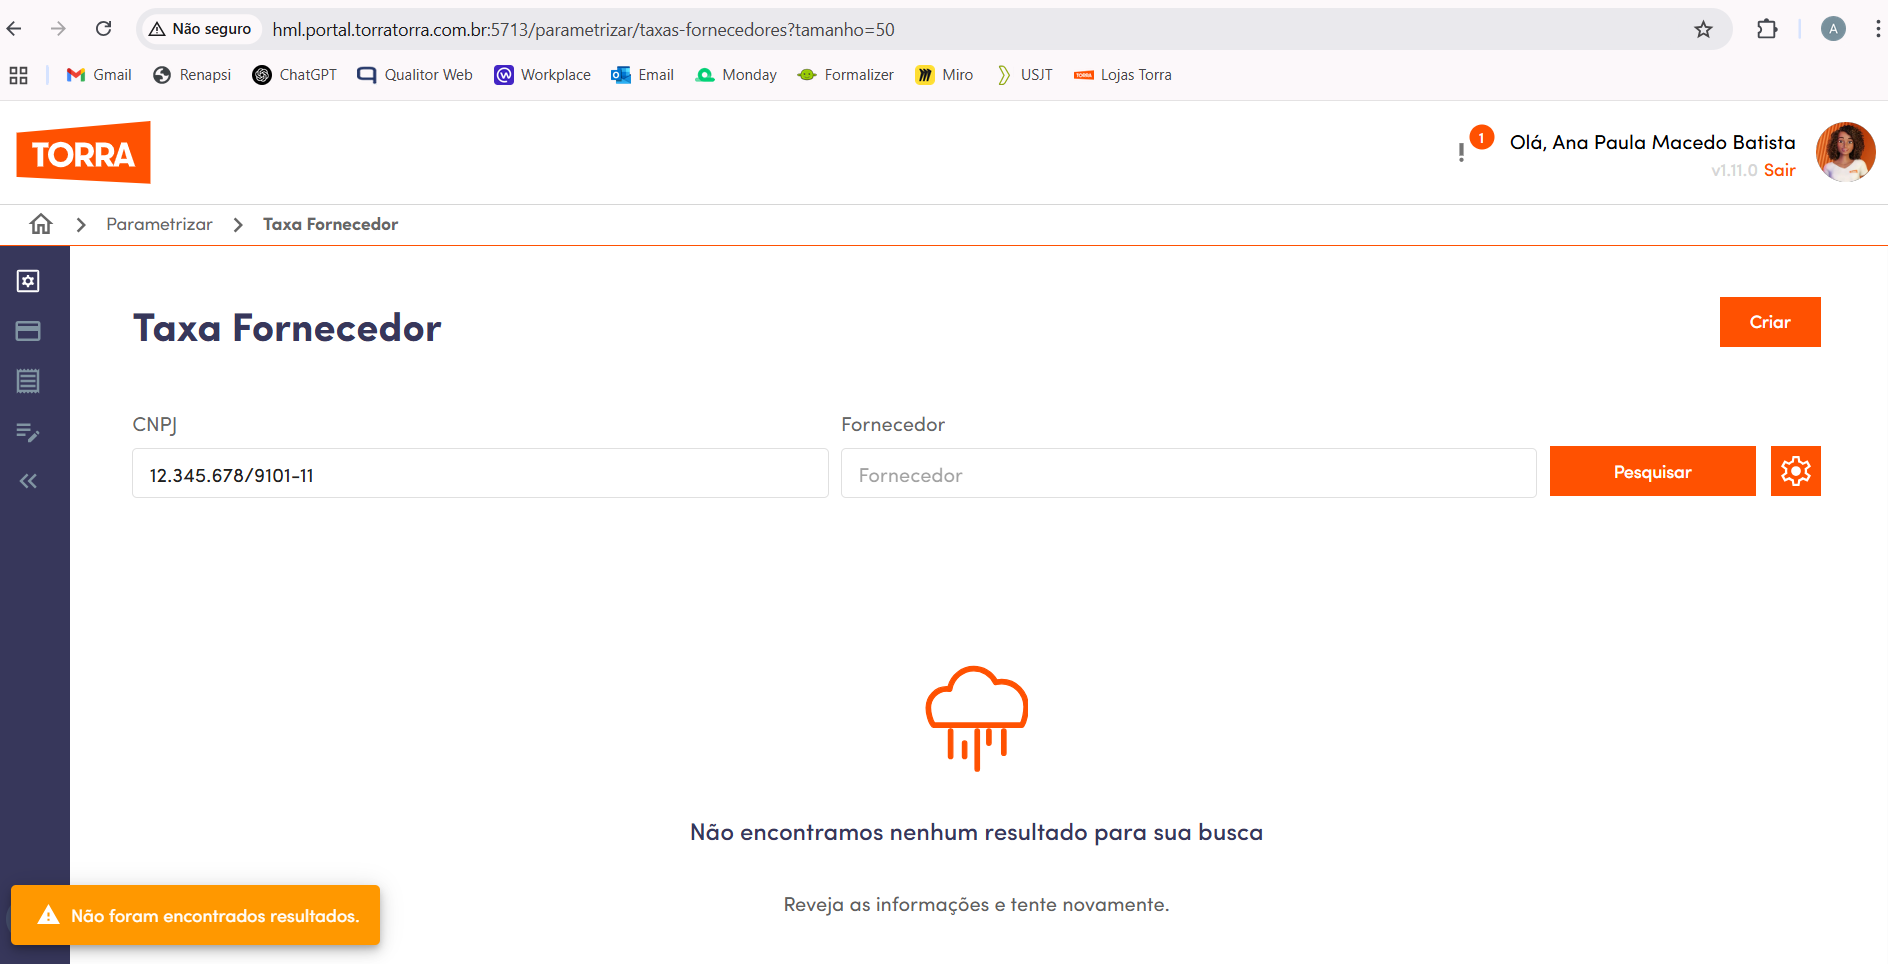 Não seguro
hml.portal.torratorra.com.br:5713/parametrizar/taxas-fornecedores?tamanho=50
A
Gmail
Renapsi
ChatGPT
Qualitor Web
Workplace
Email
Monday
Formalizer
Miro
USJT
TORRA
Lojas Torra
TORRA
1
Olá, Ana Paula Macedo Batista
v1.11.0 Sair
Parametrizar
Taxa Fornecedor
Taxa Fornecedor
Criar
CNPJ
Fornecedor
12.345.678/9101-11
Fornecedor
Pesquisar
Não encontramos nenhum resultado para sua busca
Reveja as informações e tente novamente.
Não foram encontrados resultados.